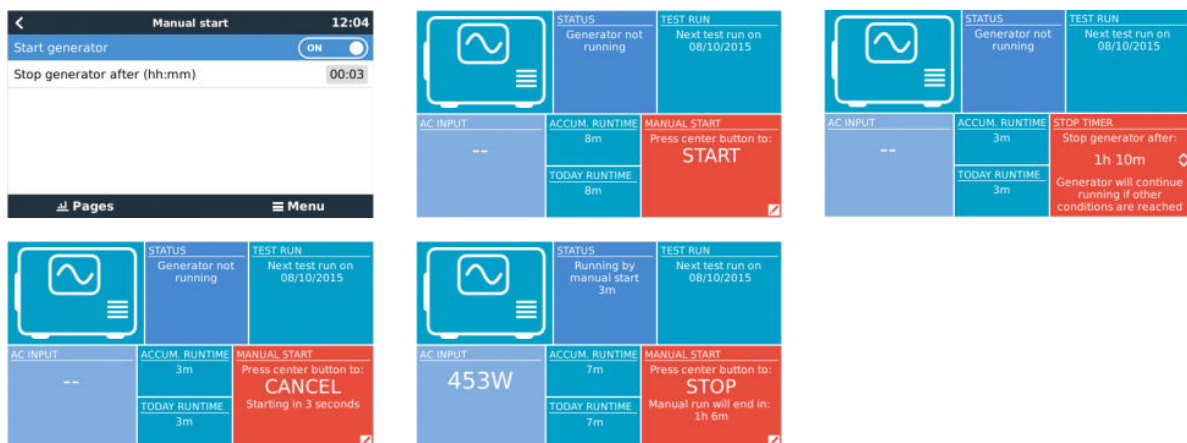 Manual start
12:04
Start generator
ON
Stop generator after (hh:mm)
00:03
Pages
Menu
STATUS
Generator not
running
TEST RUN
Next test run on
08/10/2015
AC INPUT
--
ACCUM. RUNTIME
8m
TODAY RUNTIME
8m
MANUAL START
Press center button to:
START
STATUS
Generator not
running
TEST RUN
Next test run on
08/10/2015
AC INPUT
--
ACCUM. RUNTIME
3m
TODAY RUNTIME
3m
STOP TIMER
Stop generator after:
1h 10m
Generator will continue
running if other
conditions are reached
STATUS
Generator not
running
TEST RUN
Next test run on
08/10/2015
AC INPUT
--
ACCUM. RUNTIME
3m
TODAY RUNTIME
3m
MANUAL START
Press center button to:
CANCEL
Starting in 3 seconds
STATUS
Running by
manual start
3m
TEST RUN
Next test run on
08/10/2015
AC INPUT
453W
ACCUM. RUNTIME
7m
TODAY RUNTIME
7m
MANUAL START
Press center button to:
STOP
Manual run will end in:
1h 6m